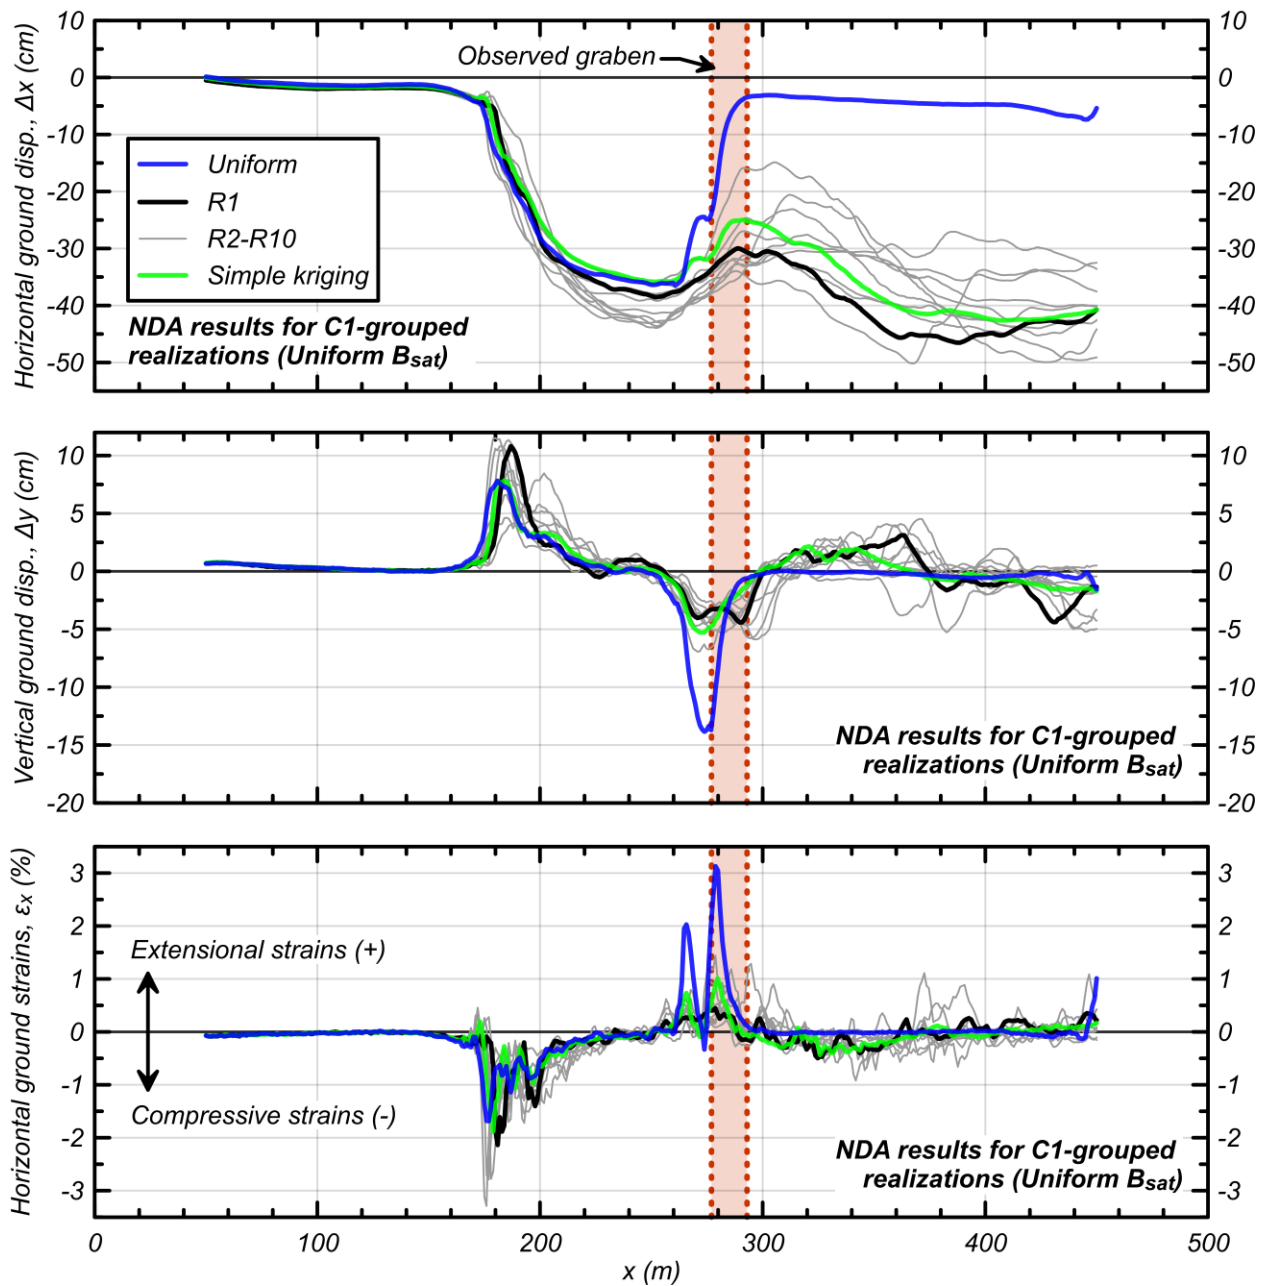 10
0
-10
-20
-30
-40
-50
Horizontal ground disp., Δx (cm)
10
0
-10
-20
-30
-40
-50
Observed graben
Uniform
R1
R2-R10
Simple kriging
NDA results for C1-grouped
realizations (Uniform Bsat)
10
5
0
-5
-10
-15
-20
Vertical ground disp., Δy (cm)
10
5
0
-5
-10
-15
-20
NDA results for C1-grouped
realizations (Uniform Bsat)
3
2
1
0
-1
-2
-3
Horizontal ground strains, εx (%)
3
2
1
0
-1
-2
-3
Extensional strains (+)
Compressive strains (-)
NDA results for C1-grouped
realizations (Uniform Bsat)
0 100 200 300 400 500
x (m)